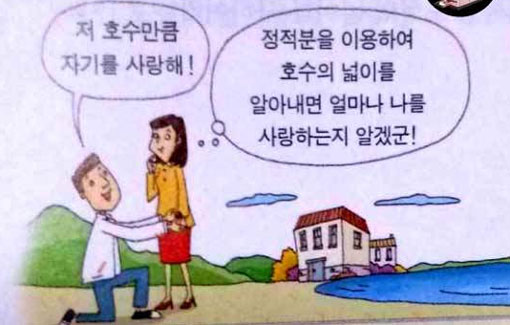 저 호수만큼
자기를 사랑해!
정적분을 이용하여
호수의 넓이를
알아내면 얼마나 나를
사랑하는지 알겠군!